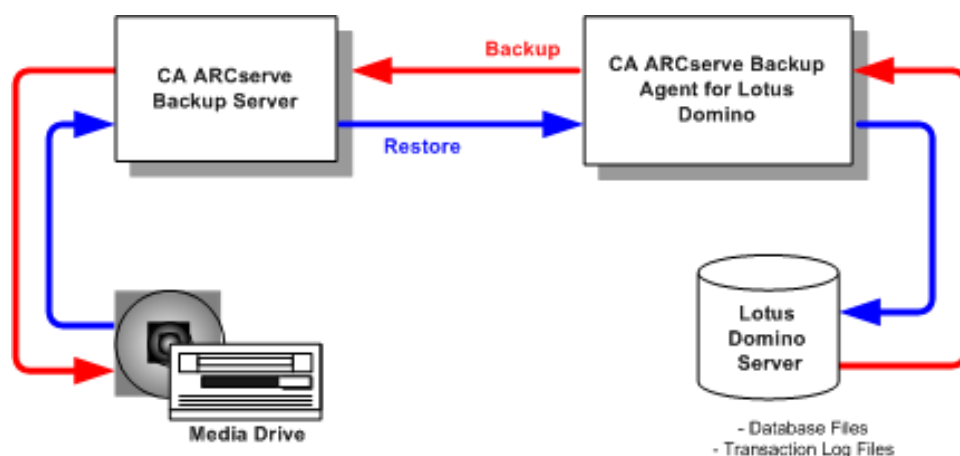 Backup
CA ARCserve
Backup Server
CA ARCserve Backup
Agent for Lotus
Domino
Restore
Lotus
Domino
Server
Media Drive
- Database Files
- Transaction Log Files